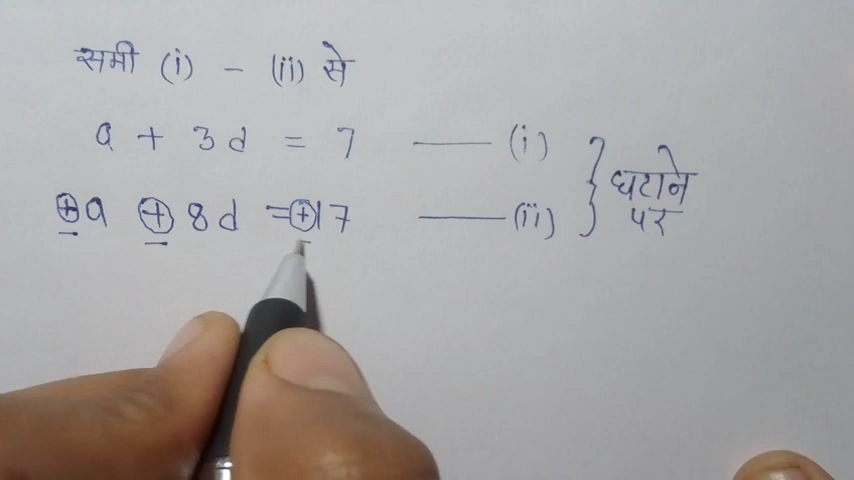 समी (i) - (ii) से
a + 3d = 7 —— (i)
+a + 8d = +17 —— (ii)
} घटाने
पर